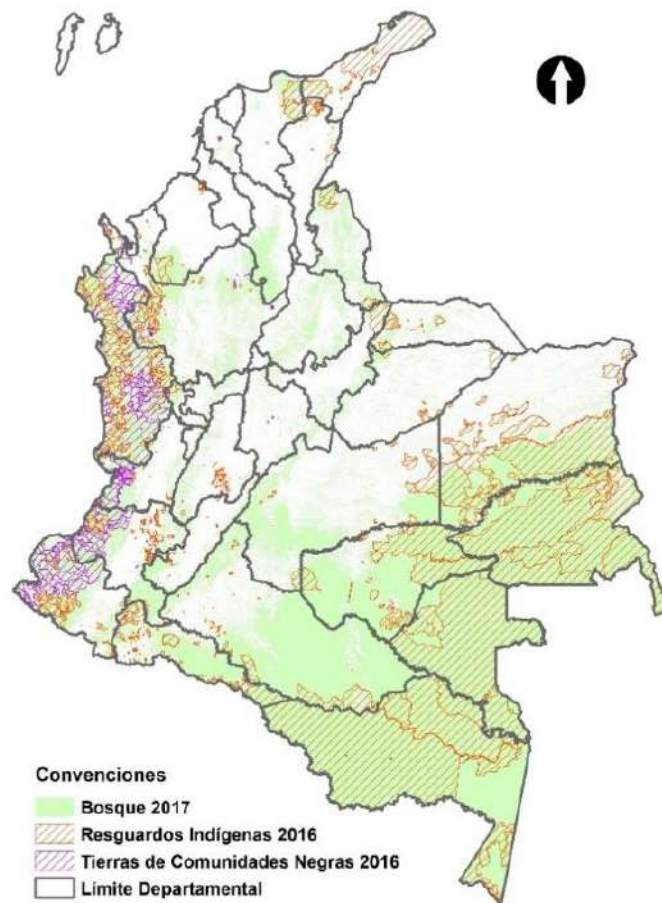 Convenciones
Bosque 2017
Resguardos Indígenas 2016
Tierras de Comunidades Negras 2016
Límite Departamental